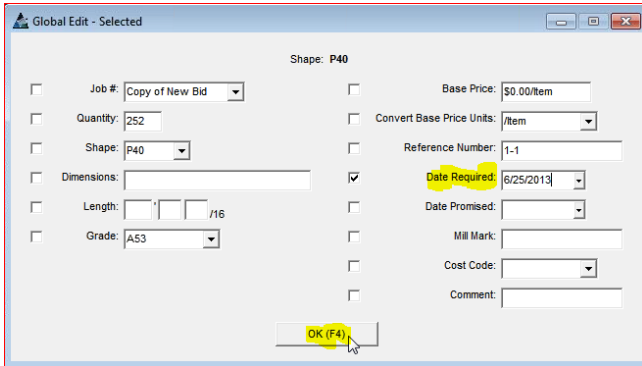 Global Edit - Selected
Shape: P40
Job #: Copy of New Bid
Quantity: 252
Shape: P40
Dimensions:
Length: ' /16
Grade: A53
Base Price: $0.00/Item
Convert Base Price Units: /Item
Reference Number: 1-1
Date Required: 6/25/2013
Date Promised:
Mill Mark:
Cost Code:
Comment:
OK (F4)